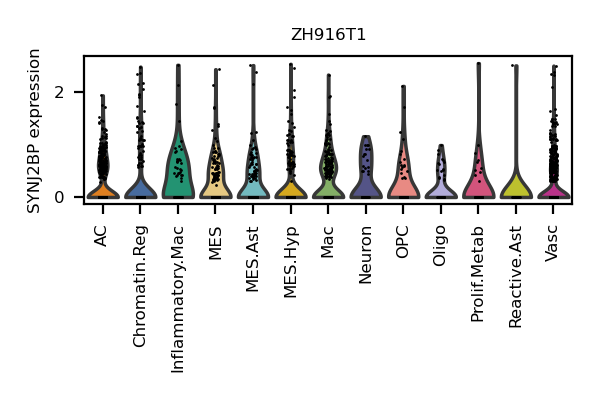 ZH916T1
SYNJ2BP expression
2
0
AC
Chromatin.Reg
Inflammatory.Mac
MES
MES.Ast
MES.Hyp
Mac
Neuron
OPC
Oligo
Prolif.Metab
Reactive.Ast
Vasc